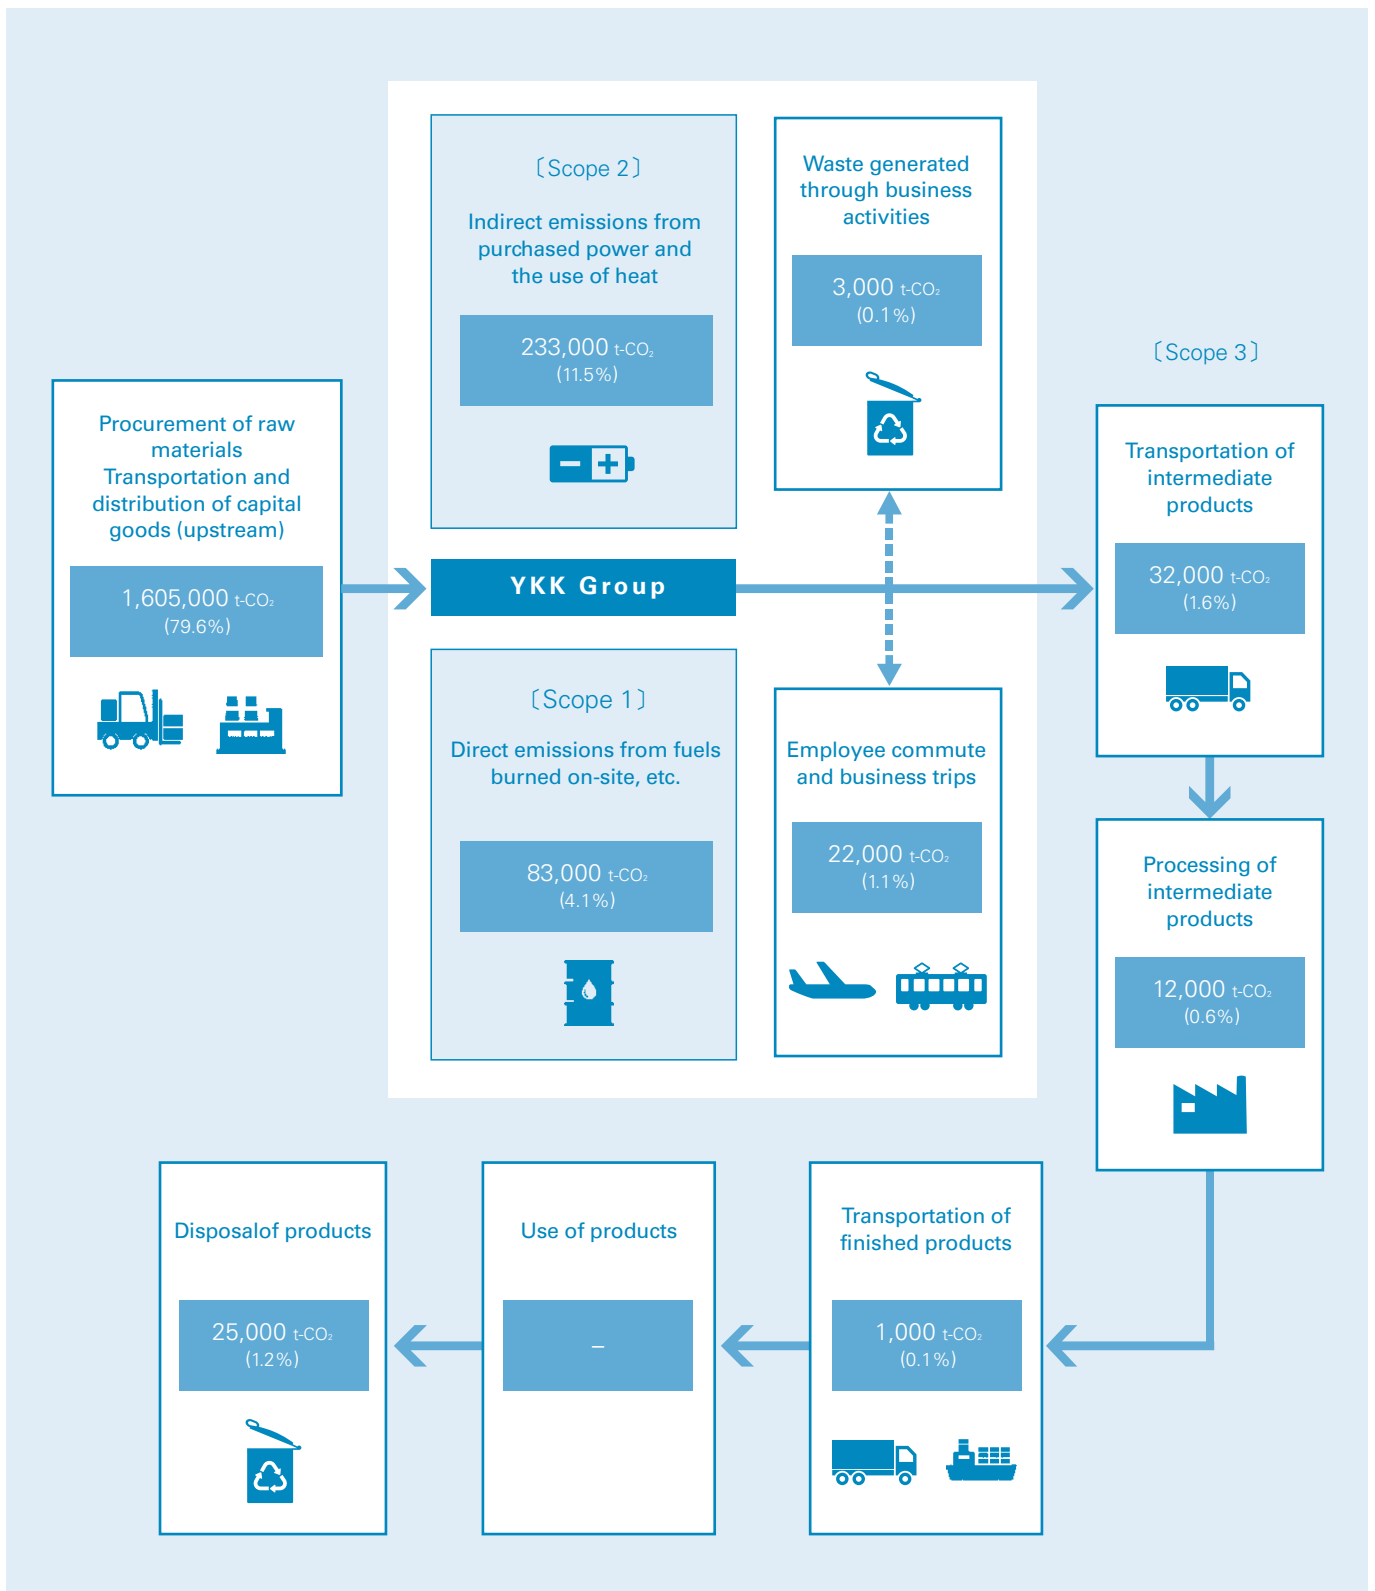 〔Scope 2〕
Indirect emissions from
purchased power and
the use of heat
233,000 t-CO₂
(11.5%)
Waste generated
through business
activities
3,000 t-CO₂
(0.1%)
〔Scope 3〕
Procurement of raw
materials
Transportation and
distribution of capital
goods (upstream)
1,605,000 t-CO₂
(79.6%)
YKK Group
Transportation of
intermediate
products
32,000 t-CO₂
(1.6%)
〔Scope 1〕
Direct emissions from fuels
burned on-site, etc.
83,000 t-CO₂
(4.1%)
Employee commute
and business trips
22,000 t-CO₂
(1.1%)
Processing of
intermediate
products
12,000 t-CO₂
(0.6%)
Disposalof products
25,000 t-CO₂
(1.2%)
Use of products
–
Transportation of
finished products
1,000 t-CO₂
(0.1%)